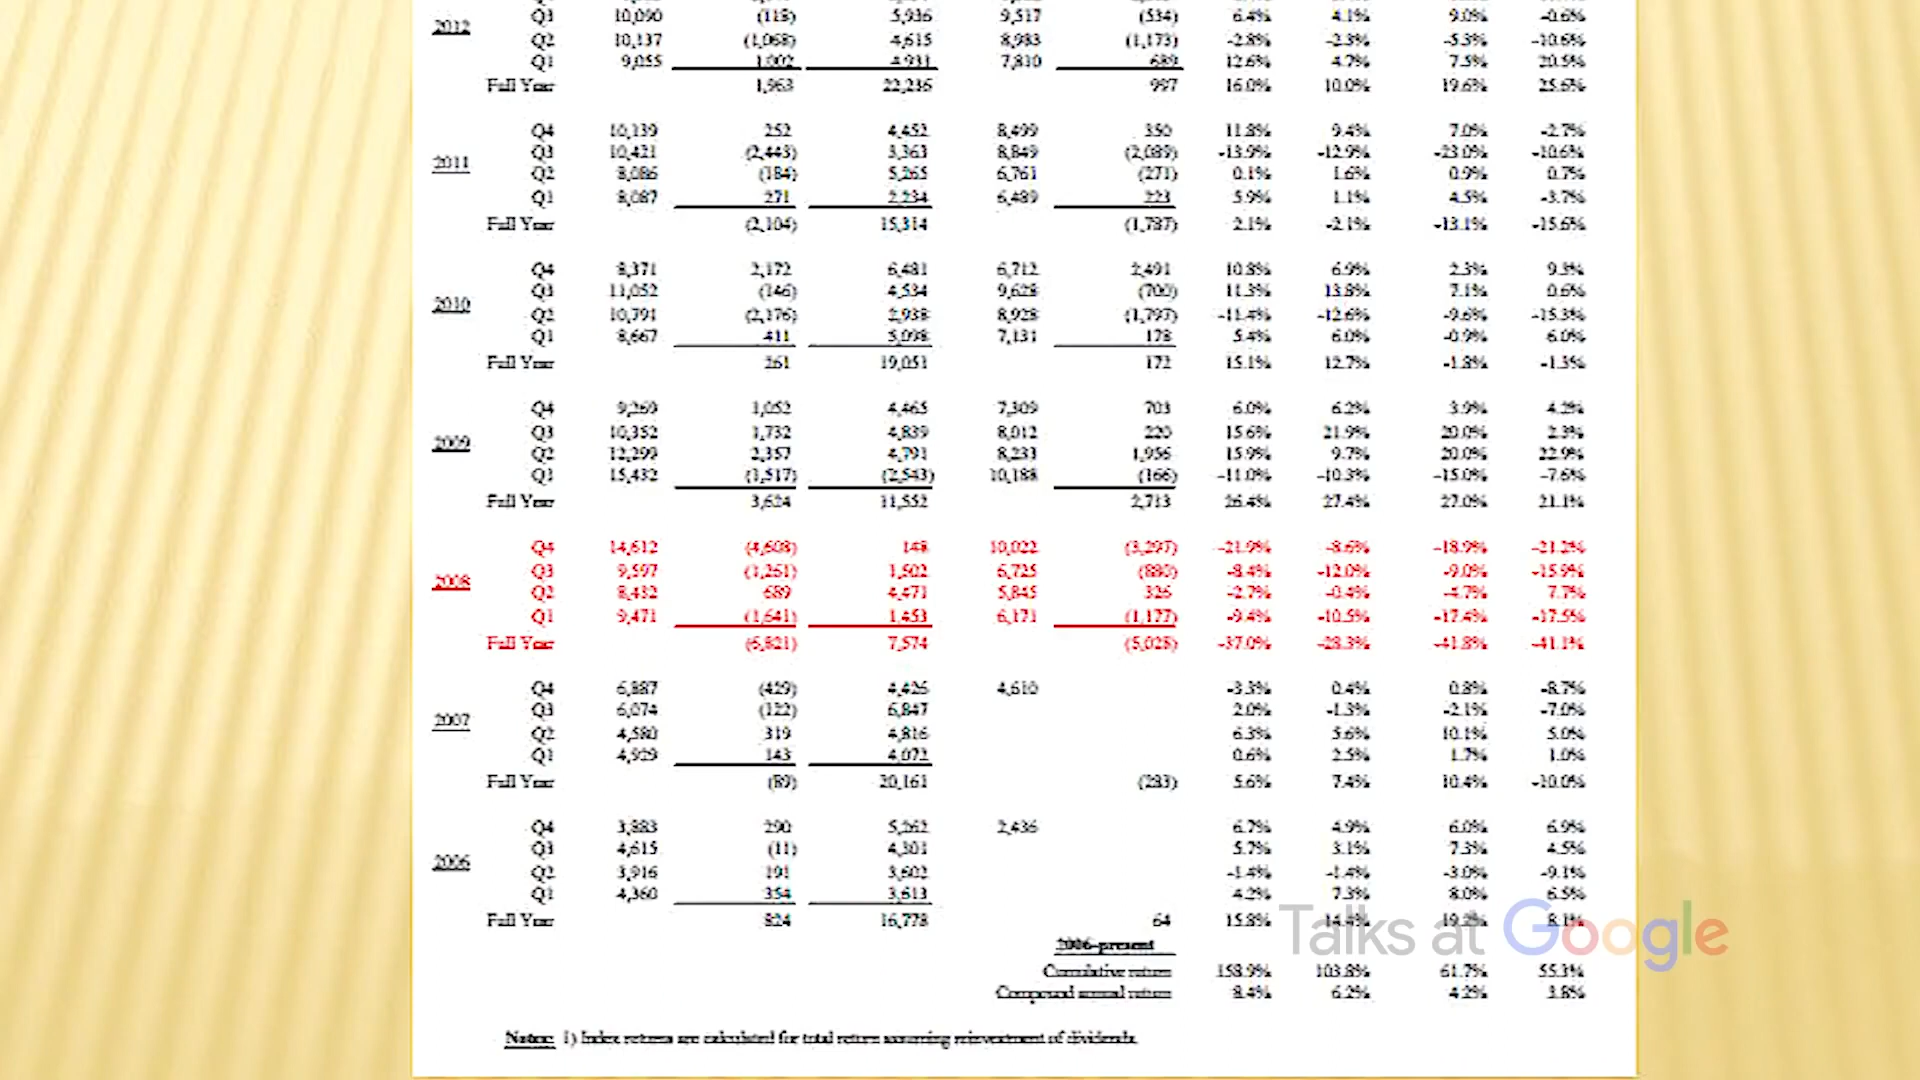 2012
Q3 10,090 (118) 5,936 9,517 (534) 6.4% 4.1% 9.0% -0.6%
Q2 10,137 (1,068) 4,615 8,983 (1,173) -2.8% -2.3% -5.3% -10.6%
Q1 9,055 1,002 4,931 7,810 689 12.6% 4.7% 7.5% 20.5%
Full Year 1,963 22,236 997 16.0% 10.0% 19.6% 25.6%
Q4 10,139 252 4,452 8,499 350 11.8% 9.4% 7.0% -2.7%
2011
Q3 10,421 (2,443) 3,363 8,849 (2,089) -13.9% -12.9% -23.0% -10.6%
Q2 8,086 (184) 5,265 6,761 (271) 0.1% 1.6% 0.9% 0.7%
Q1 8,087 271 2,234 6,489 223 5.9% 1.1% 4.5% -3.7%
Full Year (2,104) 15,314 (1,787) 2.1% -2.1% -13.1% -15.6%
Q4 8,371 2,172 6,481 6,712 2,491 10.8% 6.9% 2.3% 9.3%
Q3 11,052 (146) 4,534 9,628 (700) 11.3% 13.8% 7.1% 0.6%
2010
Q2 10,791 (2,176) 2,938 8,928 (1,797) -11.4% -12.6% -9.6% -15.3%
Q1 8,667 411 5,098 7,131 178 5.4% 6.0% -0.9% 6.0%
Full Year 261 19,051 172 15.1% 12.7% -1.8% -1.3%
Q4 9,269 1,052 4,465 7,309 703 6.0% 6.2% 3.9% 4.2%
2009
Q3 10,352 1,732 4,839 8,012 220 15.6% 21.9% 20.0% 2.3%
Q2 12,299 2,357 4,791 8,233 1,956 15.9% 9.7% 20.0% 22.9%
Q1 15,432 (1,517) (2,543) 10,188 (166) -11.0% -10.3% -15.0% -7.6%
Full Year 3,624 11,552 2,713 26.4% 27.4% 27.0% 21.1%
Q4 14,612 (4,608) 148 10,022 (3,297) -21.9% -8.6% -18.9% -21.2%
2008
Q3 9,597 (1,261) 1,502 6,725 (880) -8.4% -12.0% -9.0% -15.9%
Q2 8,432 689 4,471 5,845 326 -2.7% -0.4% -4.7% 7.7%
Q1 9,471 (1,641) 1,453 6,171 (1,177) -9.4% -10.5% -17.4% -17.5%
Full Year (6,821) 7,574 (5,028) -37.0% -28.3% -41.8% -41.1%
Q4 6,887 (429) 4,426 4,610 -3.3% 0.4% 0.8% -8.7%
2007
Q3 6,074 (122) 6,847 2.0% -1.3% -2.1% -7.0%
Q2 4,580 319 4,816 6.3% 5.6% 10.1% 5.0%
Q1 4,929 143 4,072 0.6% 2.5% 1.7% 1.0%
Full Year (89) 20,161 (283) 5.6% 7.4% 10.4% -10.0%
Q4 3,883 290 5,262 2,436 6.7% 4.9% 6.0% 6.9%
2006
Q3 4,615 (11) 4,301 5.7% 3.1% 7.3% 4.5%
Q2 3,916 191 3,602 -1.4% -1.4% -3.0% -9.1%
Q1 4,360 354 3,613 4.2% 7.3% 8.0% 6.5%
Full Year 824 16,778 64 15.8% 14.4% 19.2% 8.1%
Talks at Google
2006-present
Cumulative return 158.9% 103.8% 61.7% 55.3%
Compound annual return 8.4% 6.2% 4.2% 3.8%
Notes: 1) Index returns are calculated for total return assuming reinvestment of dividends.